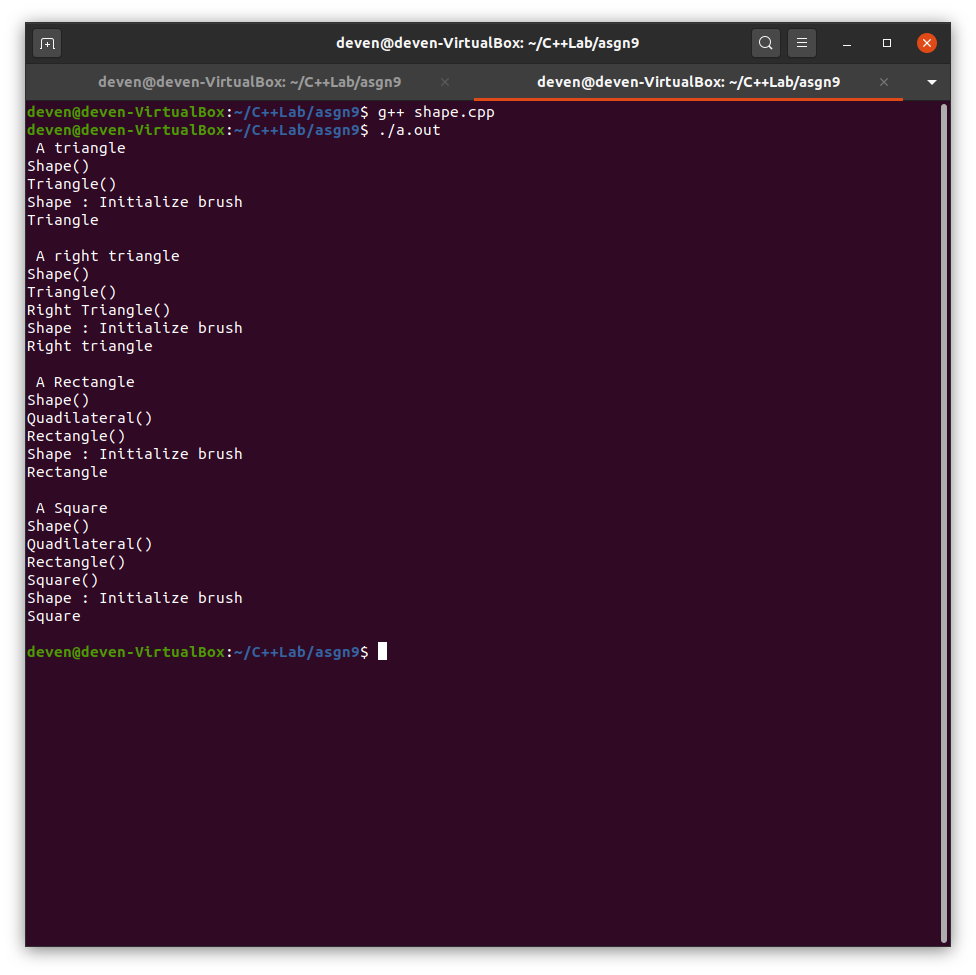 deven@deven-VirtualBox: ~/C++Lab/asgn9
deven@deven-VirtualBox: ~/C++Lab/asgn9 deven@deven-VirtualBox: ~/C++Lab/asgn9
deven@deven-VirtualBox:~/C++Lab/asgn9$ g++ shape.cpp
deven@deven-VirtualBox:~/C++Lab/asgn9$ ./a.out
 A triangle
Shape()
Triangle()
Shape : Initialize brush
Triangle

 A right triangle
Shape()
Triangle()
Right Triangle()
Shape : Initialize brush
Right triangle

 A Rectangle
Shape()
Quadilateral()
Rectangle()
Shape : Initialize brush
Rectangle

 A Square
Shape()
Quadilateral()
Rectangle()
Square()
Shape : Initialize brush
Square

deven@deven-VirtualBox:~/C++Lab/asgn9$